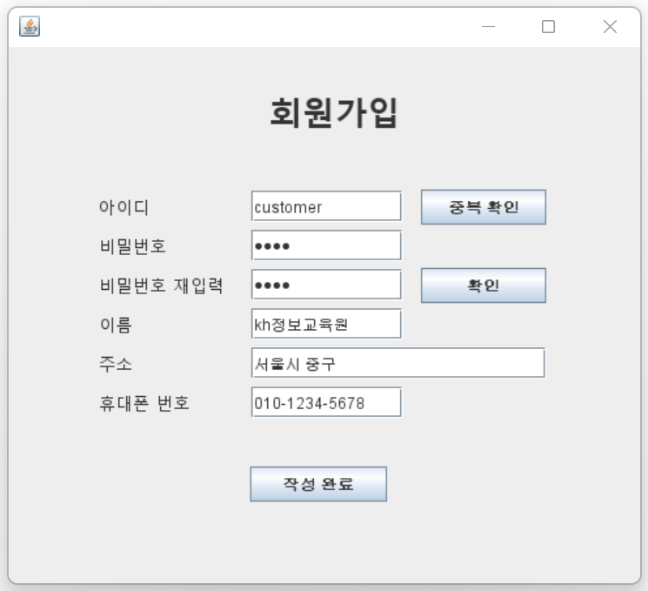 회원가입
아이디 customer 중복 확인
비밀번호 ••••
비밀번호 재입력 •••• 확인
이름 kh정보교육원
주소 서울시 중구
휴대폰 번호 010-1234-5678
작성 완료